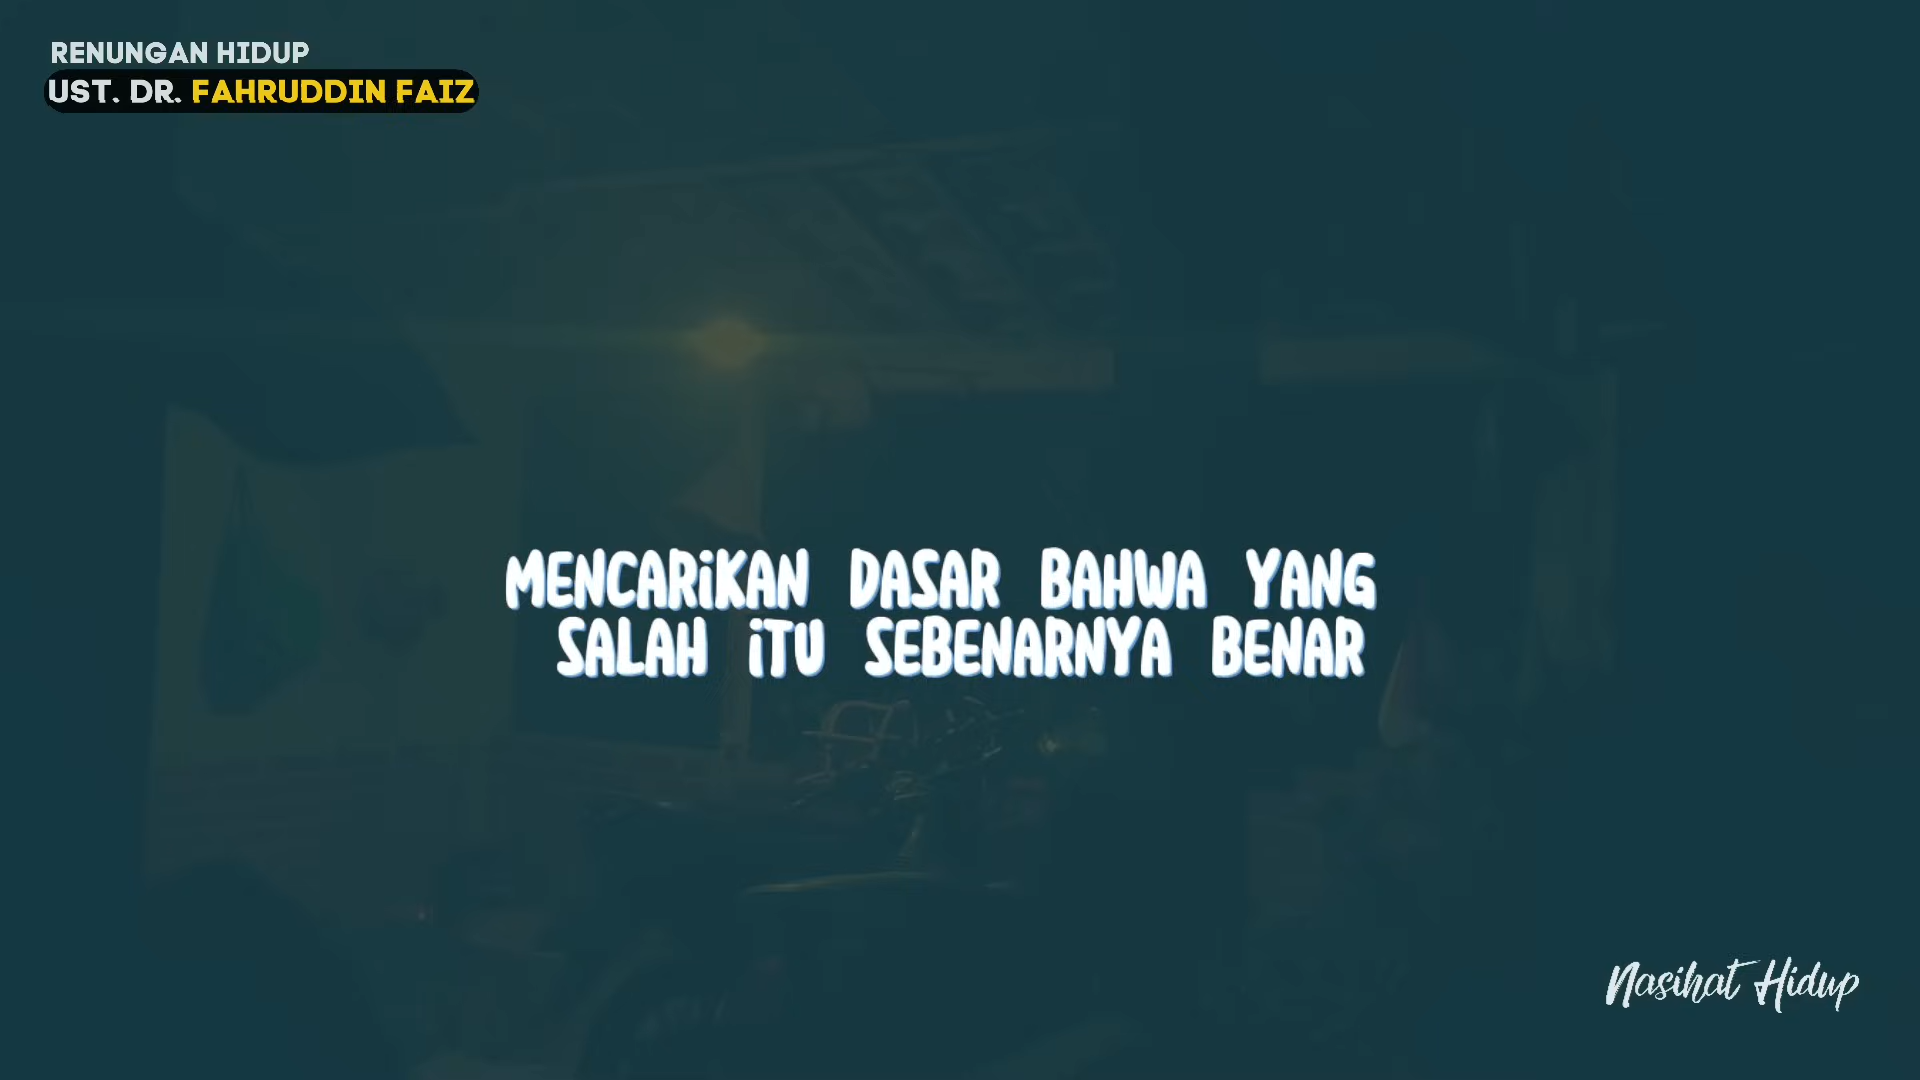 RENUNGAN HIDUP
UST. DR. FAHRUDDIN FAIZ
MENCARIKAN DASAR BAHWA YANG
SALAH ITU SEBENARNYA BENAR
Nasihat Hidup